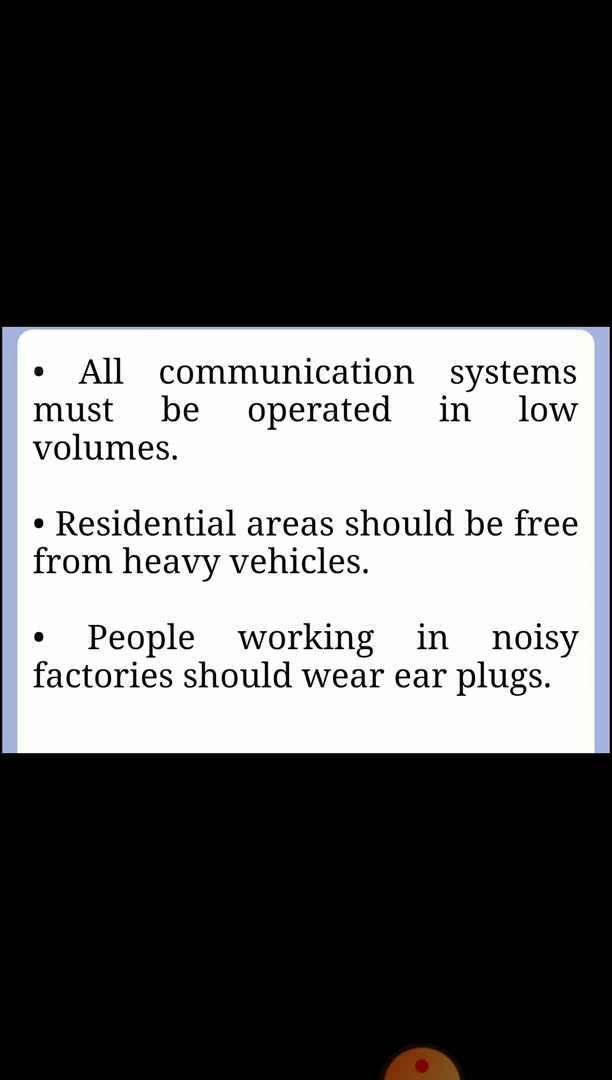 • All communication systems
must be operated in low
volumes.
• Residential areas should be free
from heavy vehicles.
• People working in noisy
factories should wear ear plugs.